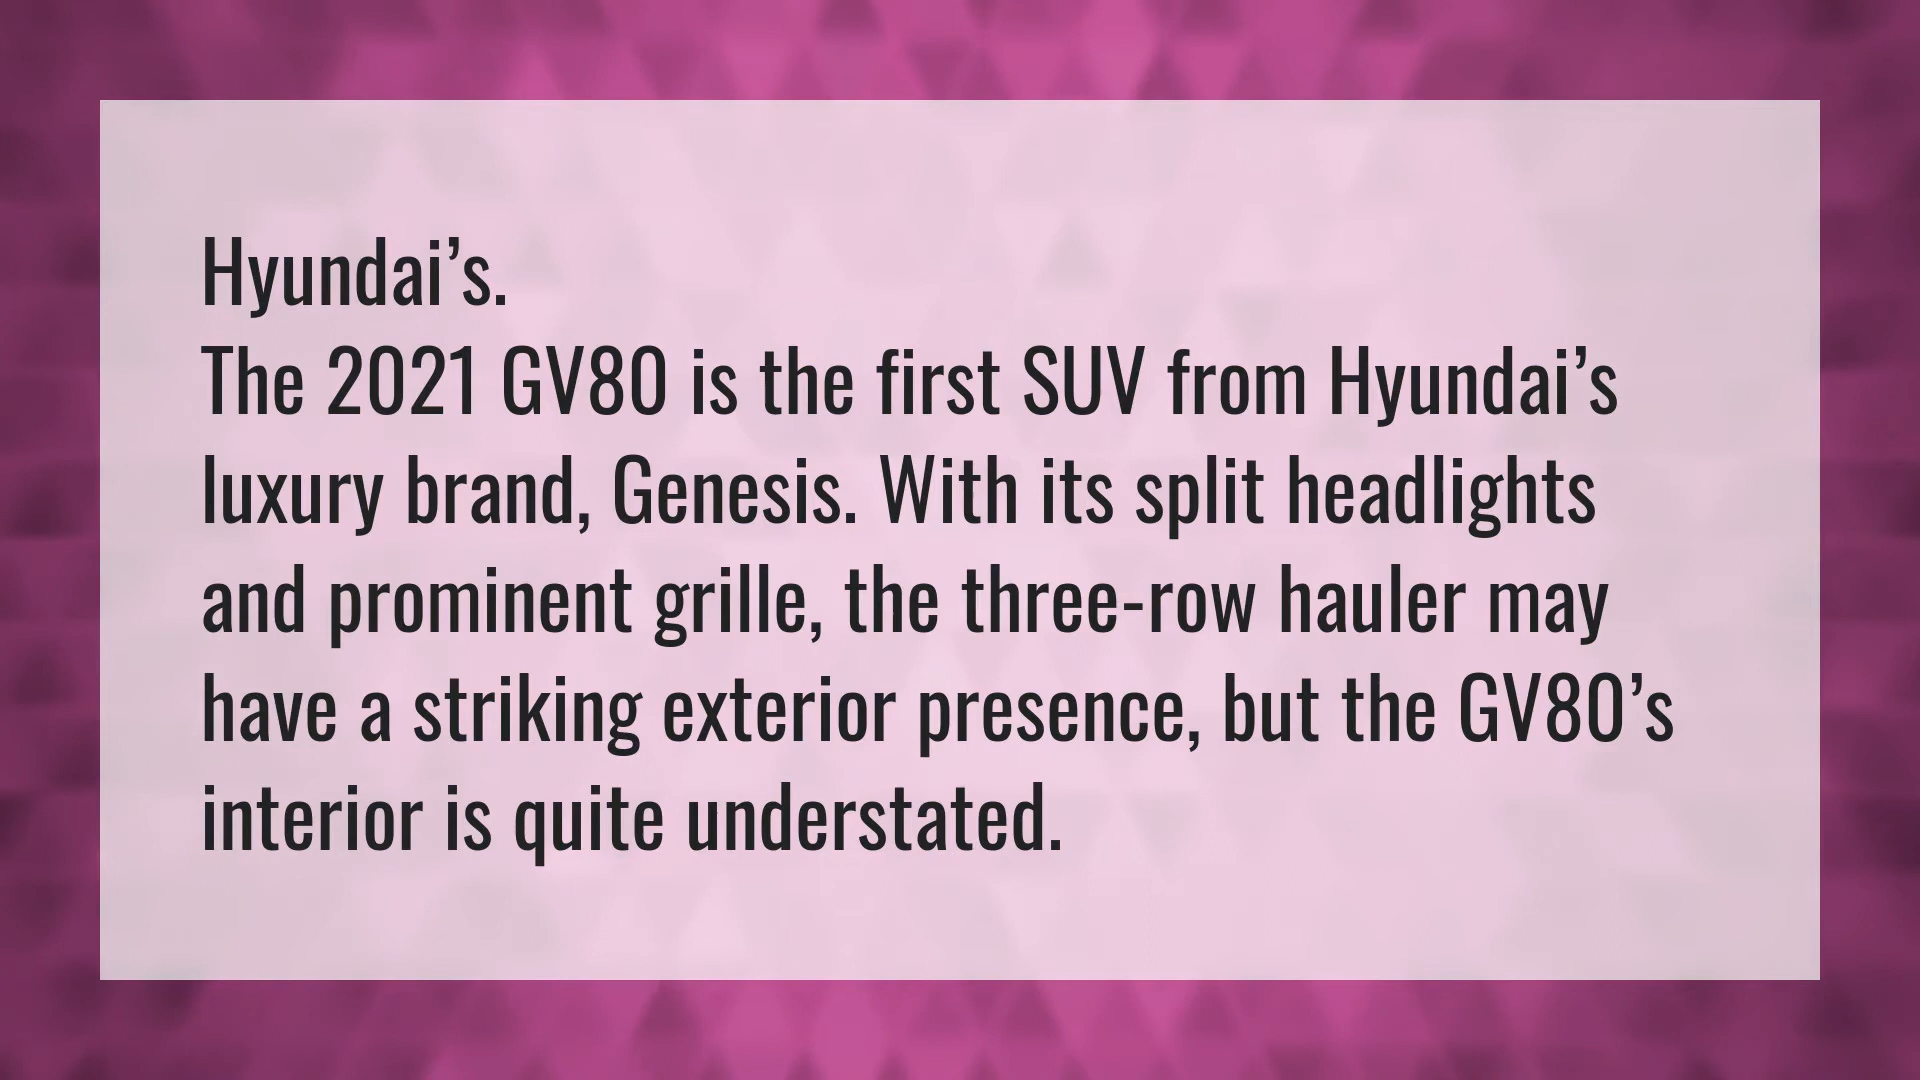 Hyundai’s.
The 2021 GV80 is the first SUV from Hyundai’s
luxury brand, Genesis. With its split headlights
and prominent grille, the three-row hauler may
have a striking exterior presence, but the GV80’s
interior is quite understated.